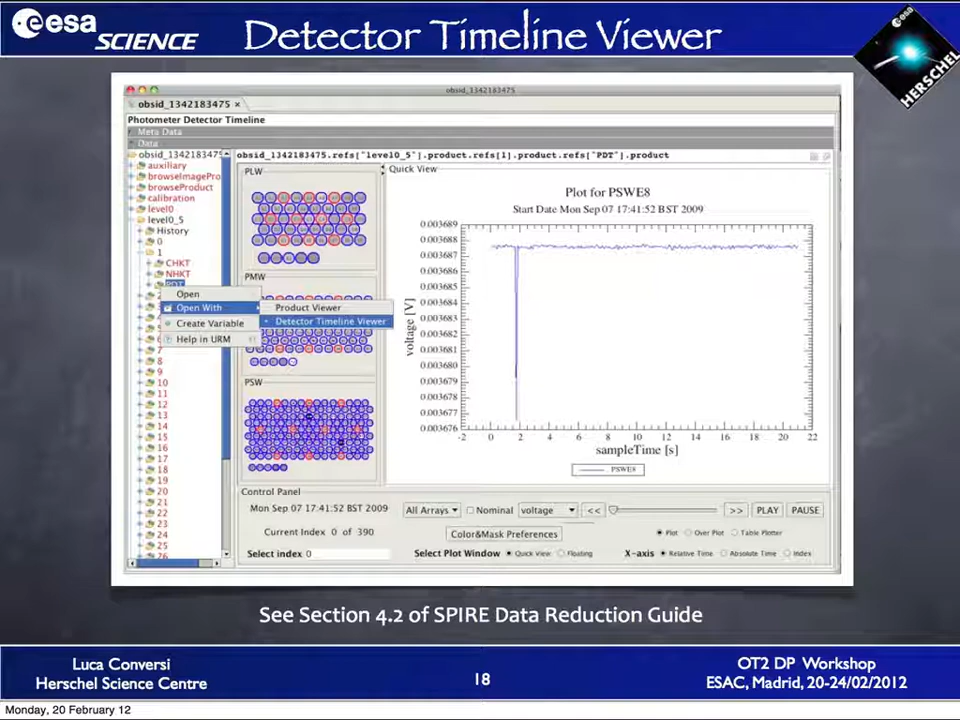 esa
SCIENCE
Detector Timeline Viewer
HERSCHEL
obsid_1342183475
obsid_1342183475 ×
Photometer Detector Timeline
Meta Data
Data
obsid_1342183475
auxiliary
browseImagePro
browseProduct
calibration
level0
level0_5
History
0
1
CHKT
NHKT
PDT
Open
Open With
Create Variable
Help in URM
Product Viewer
Detector Timeline Viewer
8
9
10
11
12
13
14
15
16
17
18
19
20
21
22
23
24
25
26
obsid_1342183475.refs["level0_5"].product.refs[1].product.refs["PDT"].product
PLW
PMW
PSW
Quick View
Plot for PSWE8
Start Date Mon Sep 07 17:41:52 BST 2009
0.003689
0.003688
0.003687
0.003686
0.003685
0.003684
0.003683
0.003682
0.003681
0.003680
0.003679
0.003678
0.003677
0.003676
voltage [V]
-2 0 2 4 6 8 10 12 14 16 18 20 22
sampleTime [s]
PSWE8
Control Panel
Mon Sep 07 17:41:52 BST 2009
All Arrays
Nominal
voltage
<<
>>
PLAY
PAUSE
Current Index 0 of 390
Color&Mask Preferences
Plot
Over Plot
Table Plotter
Select index 0
Select Plot Window
Quick view
Floating
X-axis
Relative Time
Absolute Time
Index
See Section 4.2 of SPIRE Data Reduction Guide
Luca Conversi
Herschel Science Centre
18
OT2 DP Workshop
ESAC, Madrid, 20-24/02/2012
Monday, 20 February 12